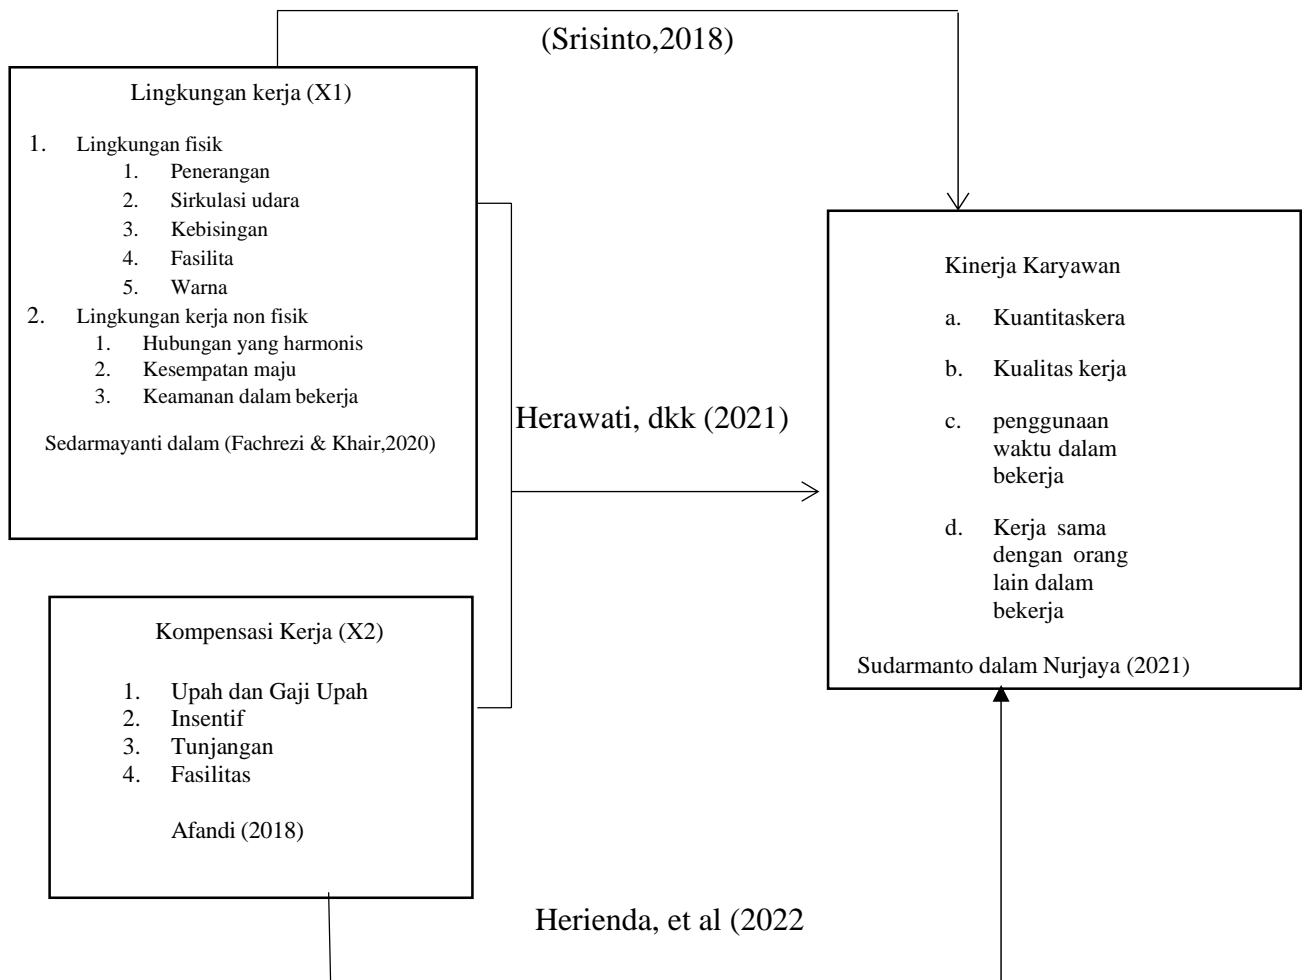 (Srisinto,2018)
Lingkungan kerja (X1)
1. Lingkungan fisik
1. Penerangan
2. Sirkulasi udara
3. Kebisingan
4. Fasilita
5. Warna
2. Lingkungan kerja non fisik
1. Hubungan yang harmonis
2. Kesempatan maju
3. Keamanan dalam bekerja
Sedarmayanti dalam (Fachrezi & Khair,2020)
Herawati, dkk (2021)
Kinerja Karyawan
a. Kuantitaskera
b. Kualitas kerja
c. penggunaan
waktu dalam
bekerja
d. Kerja sama
dengan orang
lain dalam
bekerja
Sudarmanto dalam Nurjaya (2021)
Kompensasi Kerja (X2)
1. Upah dan Gaji Upah
2. Insentif
3. Tunjangan
4. Fasilitas
Afandi (2018)
Herienda, et al (2022